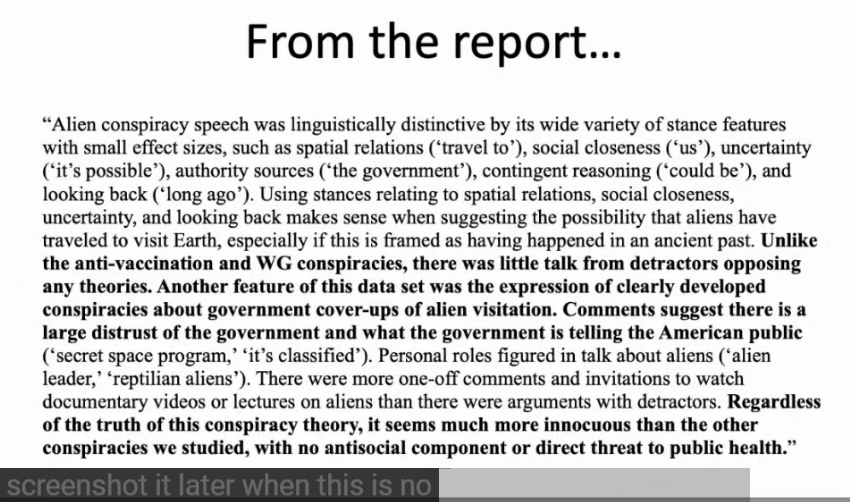 From the report...
“Alien conspiracy speech was linguistically distinctive by its wide variety of stance features
with small effect sizes, such as spatial relations (‘travel to’), social closeness (‘us’), uncertainty
(‘it’s possible’), authority sources (‘the government’), contingent reasoning (‘could be’), and
looking back (‘long ago’). Using stances relating to spatial relations, social closeness,
uncertainty, and looking back makes sense when suggesting the possibility that aliens have
traveled to visit Earth, especially if this is framed as having happened in an ancient past. Unlike
the anti-vaccination and WG conspiracies, there was little talk from detractors opposing
any theories. Another feature of this data set was the expression of clearly developed
conspiracies about government cover-ups of alien visitation. Comments suggest there is a
large distrust of the government and what the government is telling the American public
(‘secret space program,’ ‘it’s classified’). Personal roles figured in talk about aliens (‘alien
leader,’ ‘reptilian aliens’). There were more one-off comments and invitations to watch
documentary videos or lectures on aliens than there were arguments with detractors. Regardless
of the truth of this conspiracy theory, it seems much more innocuous than the other
conspiracies we studied, with no antisocial component or direct threat to public health.”
screenshot it later when this is no